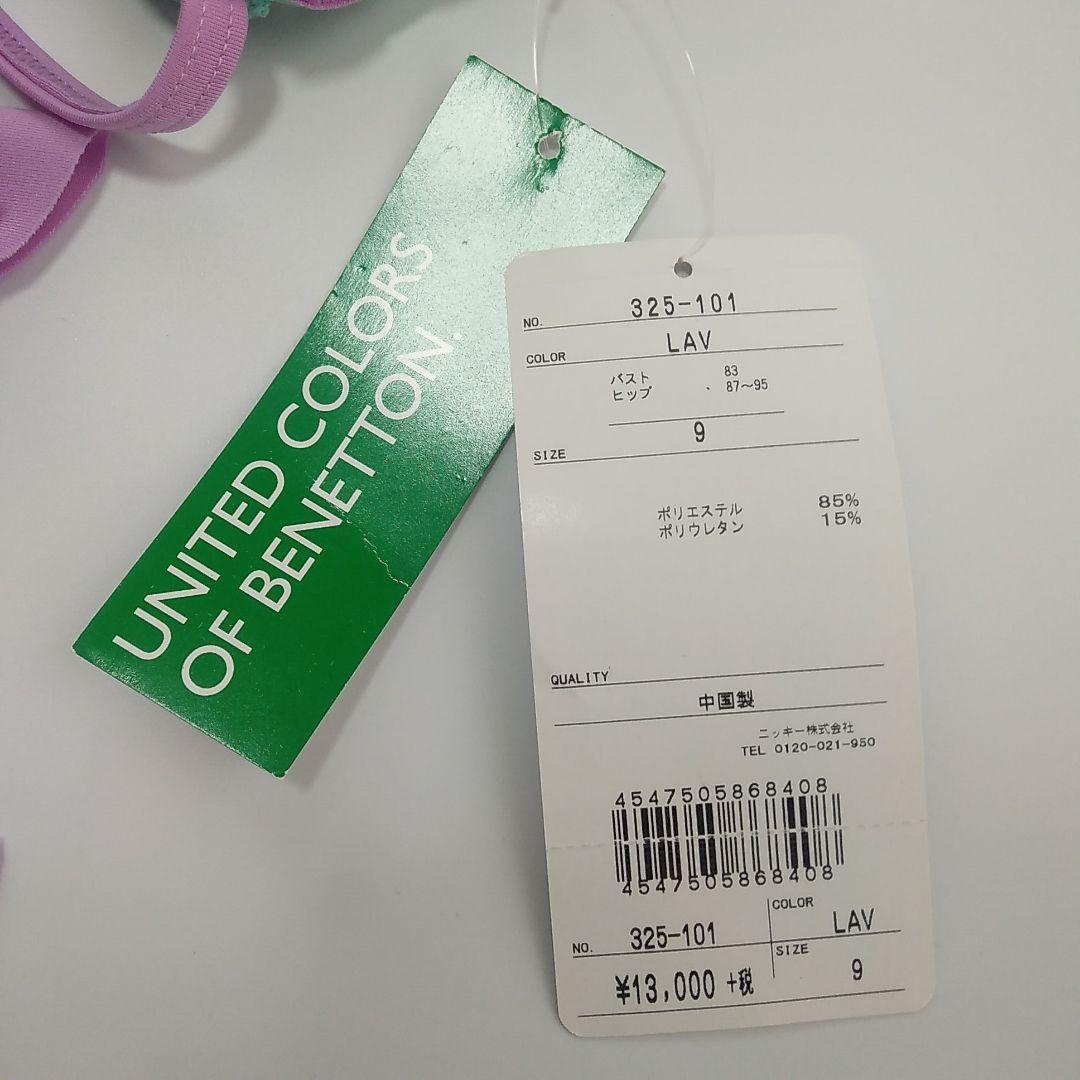 UNITED COLORS
OF BENETTON.
NO. 325-101
COLOR LAV
バスト 83
ヒップ 87〜95
SIZE 9
ポリエステル 85%
ポリウレタン 15%
QUALITY
中国製
ニッキー株式会社
TEL 0120-021-950
4547505868408
4547505868408
NO. 325-101
COLOR LAV
¥13,000 +税
SIZE 9